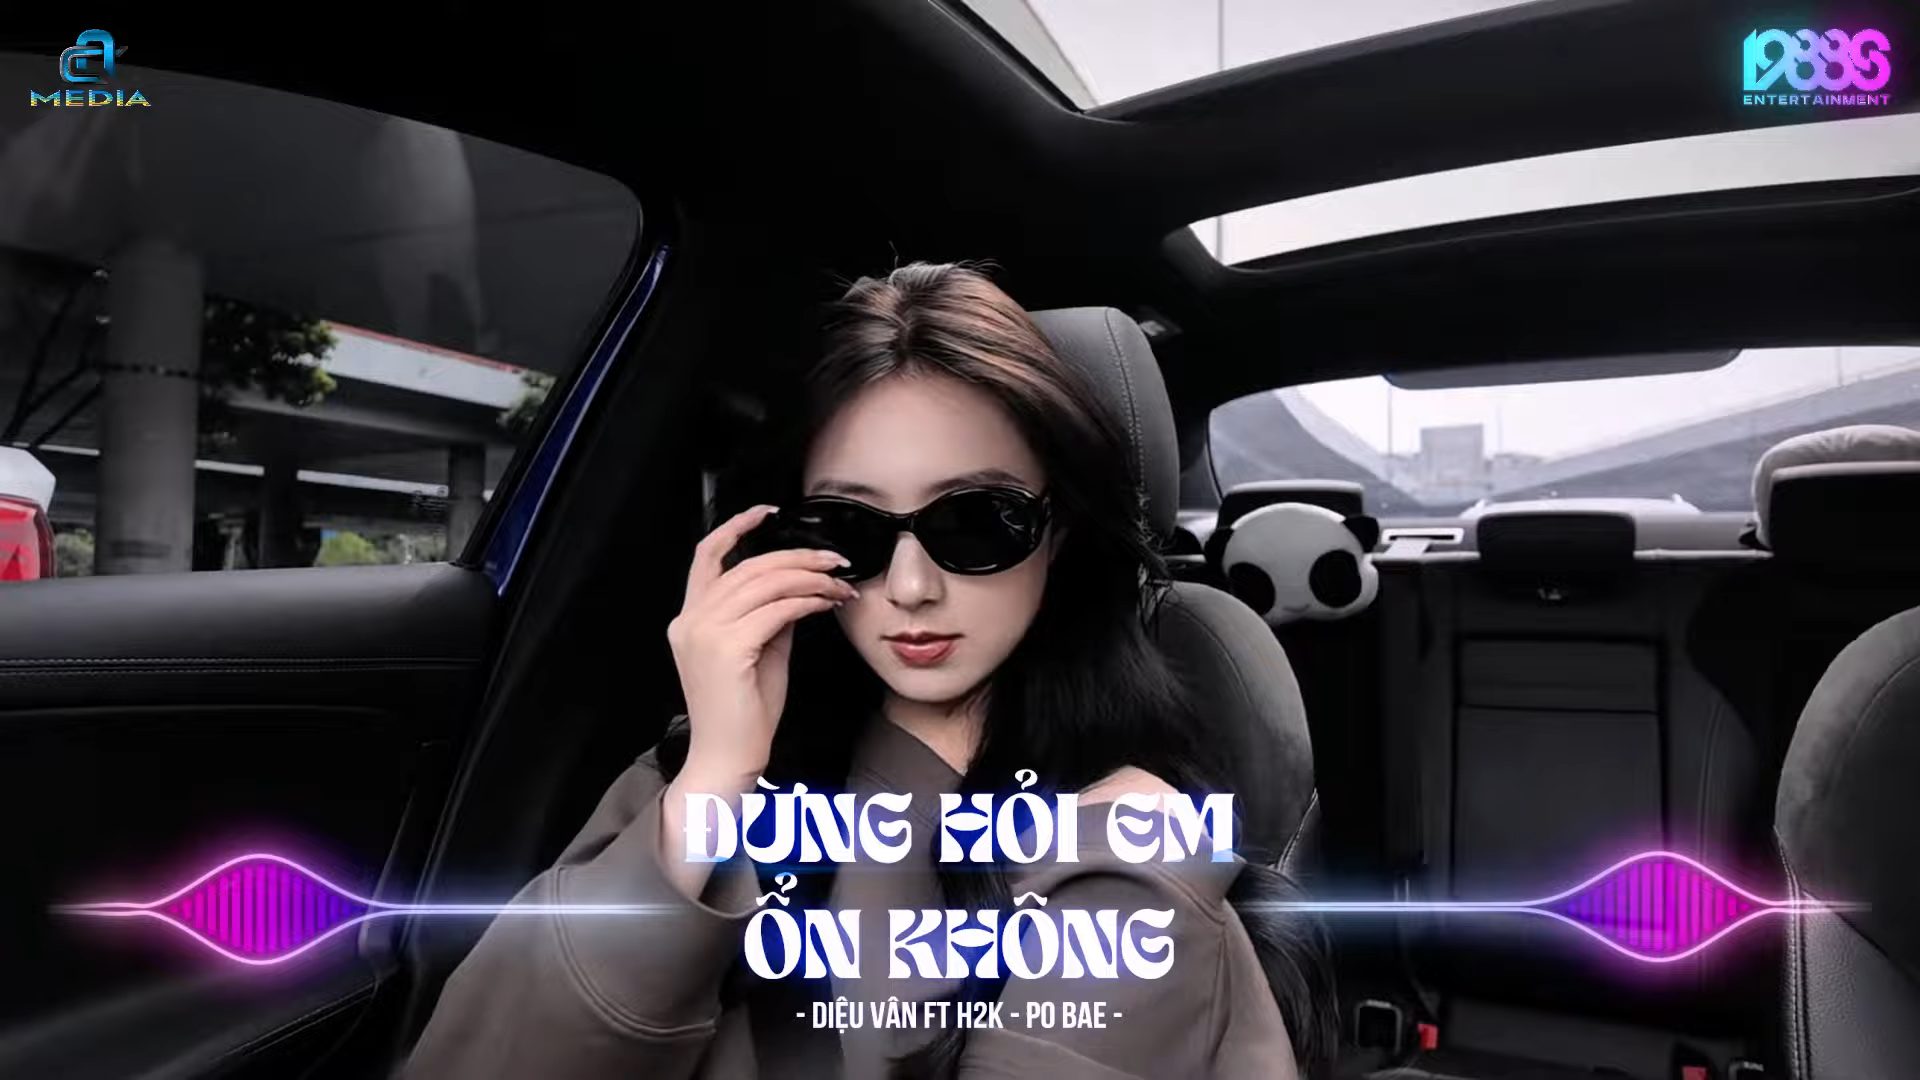 MEDIA
1988S
ENTERTAINMENT
ĐỪNG HỎI EM
ỔN KHÔNG
- DIỆU VÂN FT H2K - PO BAE -